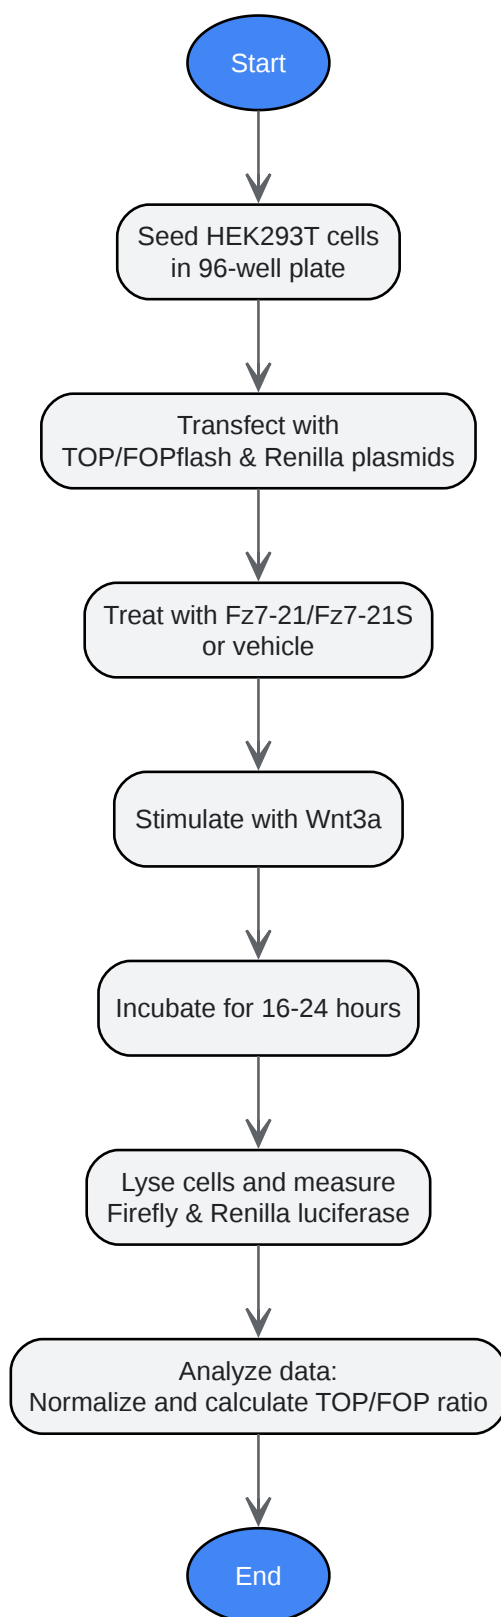 Start
Seed HEK293T cells
in 96-well plate
Transfect with
TOP/FOPflash & Renilla plasmids
Treat with Fz7-21/Fz7-21S
or vehicle
Stimulate with Wnt3a
Incubate for 16-24 hours
Lyse cells and measure
Firefly & Renilla luciferase
Analyze data:
Normalize and calculate TOP/FOP ratio
End